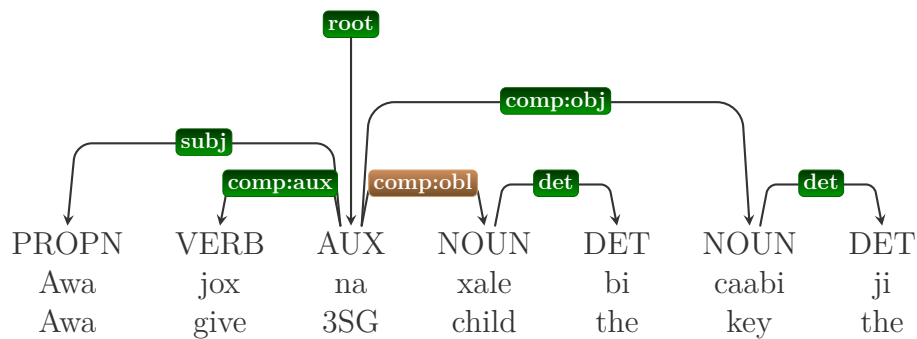 root
comp:obj
subj
comp:aux comp:obl det det
PROPN VERB AUX NOUN DET NOUN DET
Awa jox na xale bi caabi ji
Awa give 3SG child the key the